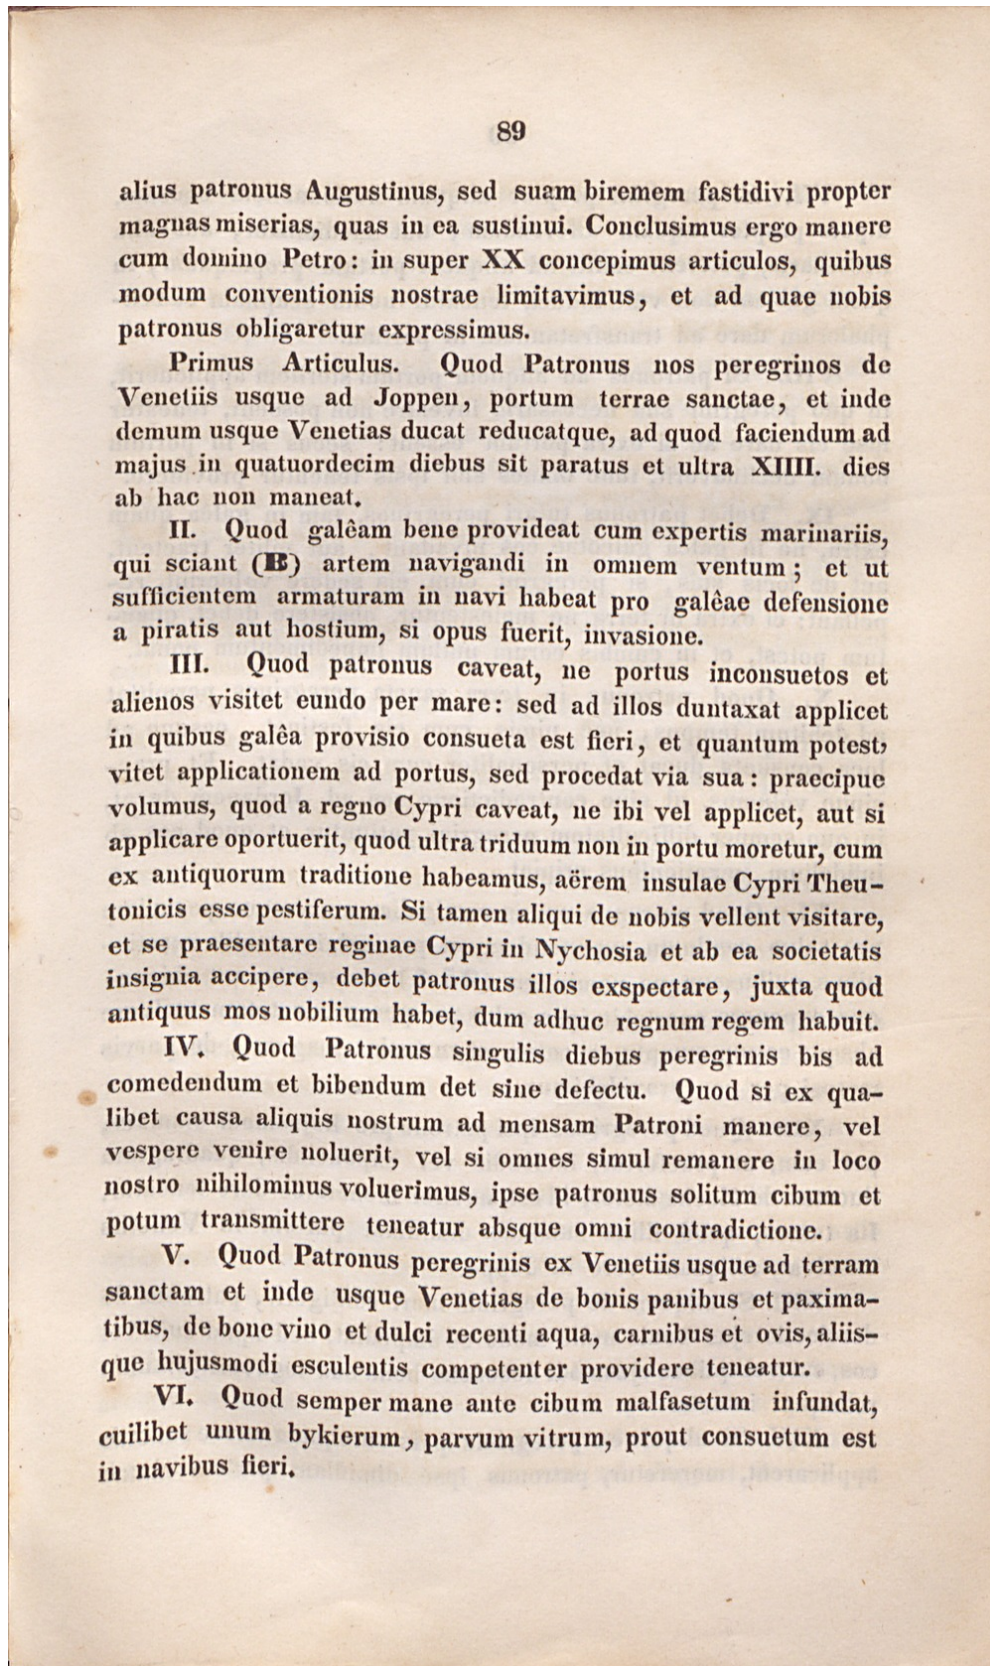 89
alius patronus Augustinus, sed suam biremem fastidivi propter
magnas miserias, quas in ea sustinui. Conclusimus ergo manere
cum domino Petro: in super XX concepimus articulos, quibus
modum conventionis nostrae limitavimus, et ad quae nobis
patronus obligaretur expressimus.
Primus Articulus. Quod Patronus nos peregrinos de
Venetiis usque ad Joppen, portum terrae sanctae, et inde
demum usque Venetias ducat reducatque, ad quod faciendum ad
majus in quatuordecim diebus sit paratus et ultra XIIII. dies
ab hac non maneat.
II. Quod galêam bene provideat cum expertis marinariis,
qui sciant (B) artem navigandi in omnem ventum; et ut
sufficientem armaturam in navi habeat pro galêae defensione
a piratis aut hostium, si opus fuerit, invasione.
III. Quod patronus caveat, ne portus inconsuetos et
alienos visitet eundo per mare: sed ad illos duntaxat applicet
in quibus galêa provisio consueta est fieri, et quantum potest,
vitet applicationem ad portus, sed procedat via sua: praecipue
volumus, quod a regno Cypri caveat, ne ibi vel applicet, aut si
applicare oportuerit, quod ultra triduum non in portu moretur, cum
ex antiquorum traditione habeamus, aërem insulae Cypri Theu-
tonicis esse pestiferum. Si tamen aliqui de nobis vellent visitare,
et se praesentare reginae Cypri in Nychosia et ab ea societatis
insignia accipere, debet patronus illos exspectare, juxta quod
antiquus mos nobilium habet, dum adhuc regnum regem habuit.
IV. Quod Patronus singulis diebus peregrinis bis ad
comedendum et bibendum det sine defectu. Quod si ex qua-
libet causa aliquis nostrum ad mensam Patroni manere, vel
vespere venire noluerit, vel si omnes simul remanere in loco
nostro nihilominus voluerimus, ipse patronus solitum cibum et
potum transmittere teneatur absque omni contradictione.
V. Quod Patronus peregrinis ex Venetiis usque ad terram
sanctam et inde usque Venetias de bonis panibus et paxima-
tibus, de bone vino et dulci recenti aqua, carnibus et ovis, aliis-
que hujusmodi esculentis competenter providere teneatur.
VI. Quod semper mane ante cibum malfasetum infundat,
cuilibet unum bykierum, parvum vitrum, prout consuetum est
in navibus fieri.